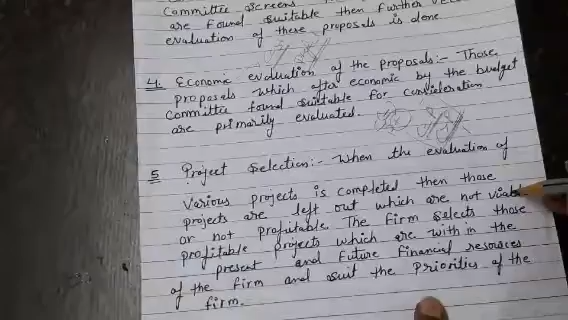 Committee screens
are found suitable then further
evaluation of these proposals is done
4. Economic evaluation of the proposals:- Those
proposals which after economic by the budget
Committee found suitable for consideration
are primarily evaluated.
5 Project Selection:- When the evaluation of
Various projects is completed then those
projects are left out which are not viable
or not profitable The firm selects those
profitable projects which are with in the
present and future financial resources
of the firm and suit the priorities of the
firm.